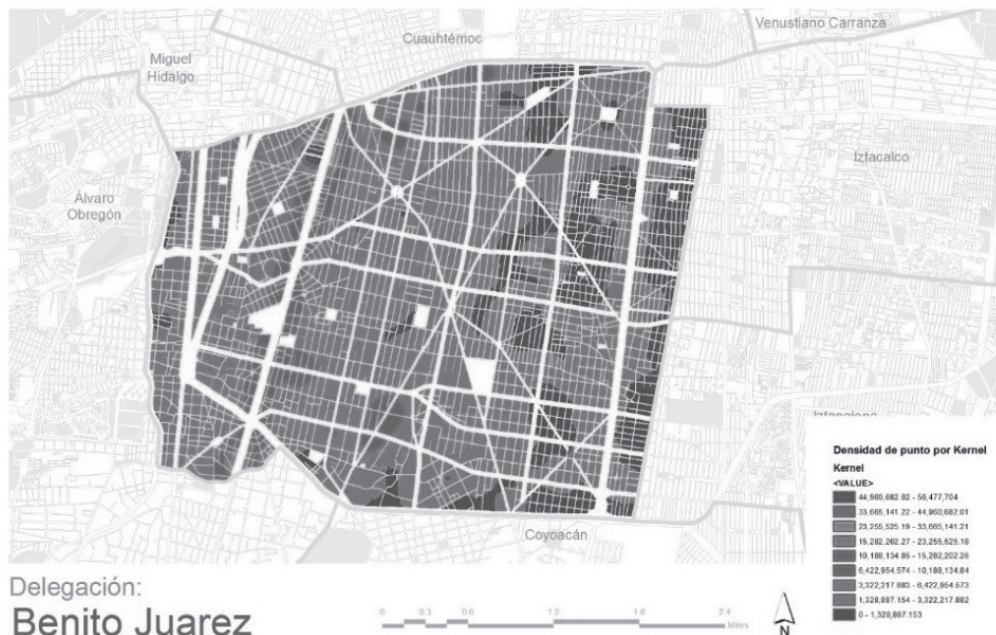 Venustiano Carranza
Cuauhtémoc
Miguel
Hidalgo
Iztacalco
Álvaro
Obregón
Coyoacán
Densidad de punto por Kernel
Kernel
<VALUE>
44,960,682.02 - 56,477,704
33,665,141.22 - 44,960,682.01
23,255,525.19 - 33,665,141.21
15,282,202.27 - 23,255,525.18
10,188,134.85 - 15,282,202.26
6,422,954.574 - 10,188,134.84
3,322,217.883 - 6,422,954.573
1,328,887.154 - 3,322,217.882
0 - 1,328,887.153
Delegación:
Benito Juarez
0 0.3 0.6 1.2 1.8 2.4
Miles
N